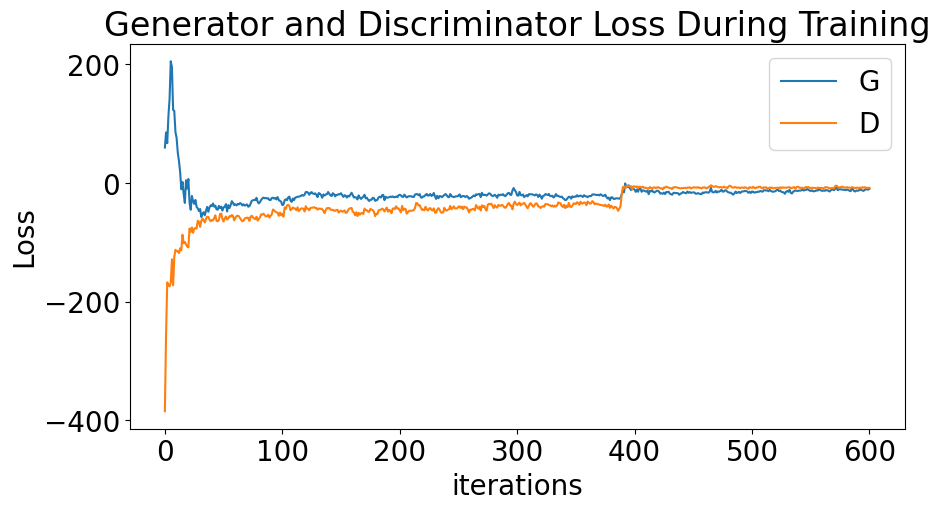 Generator and Discriminator Loss During Training
200
0
−200
−400
Loss
G
D
0 100 200 300 400 500 600
iterations